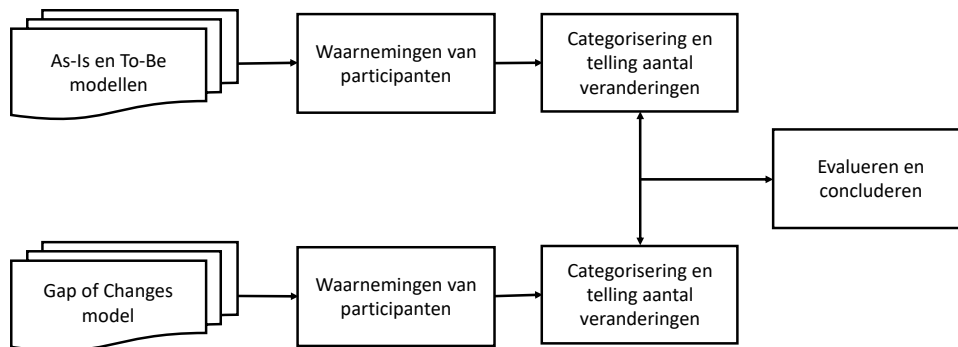 As-Is en To-Be
modellen
Waarnemingen van
participanten
Categorisering en
telling aantal
veranderingen
Evalueren en
concluderen
Gap of Changes
model
Waarnemingen van
participanten
Categorisering en
telling aantal
veranderingen